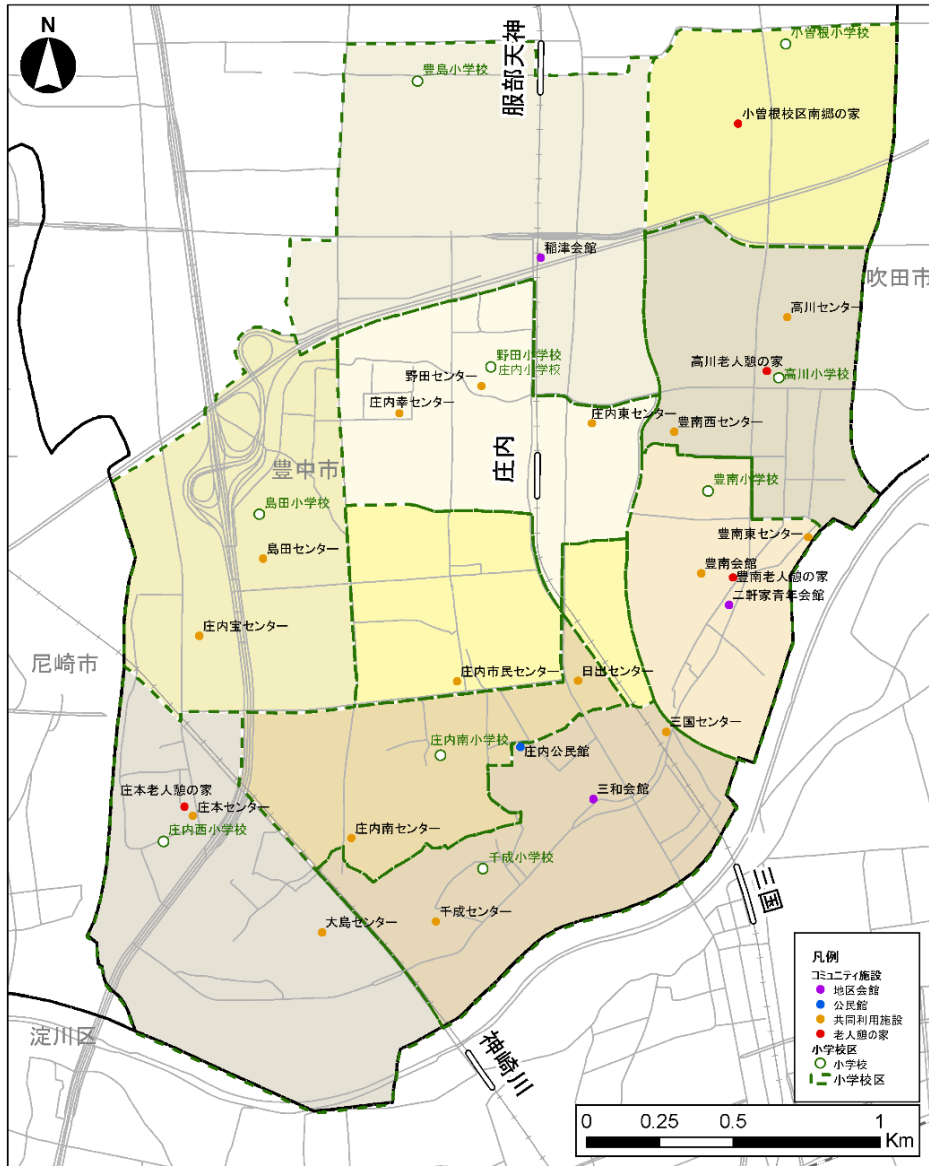 N
小曽根小学校
服部天神
豊島小学校
小曽根校区南郷の家
稲津会館
吹田市
高川センター
野田小学校
庄内小学校
野田センター
高川老人憩の家
高川小学校
庄内幸センター
庄内東センター
豊南西センター
庄内
豊中市
豊南小学校
島田小学校
豊南東センター
島田センター
豊南会館
豊南老人憩の家
二軒家青年会館
庄内宝センター
尼崎市
庄内市民センター
日出センター
三国センター
庄内南小学校
庄内公民館
庄本老人憩の家
庄本センター
三和会館
庄内西小学校
庄内南センター
千成小学校
三国
千成センター
大島センター
淀川区
神崎川
凡例
コミュニティ施設
地区会館
公民館
共同利用施設
老人憩の家
小学校区
小学校
小学校区
0 0.25 0.5 1
Km